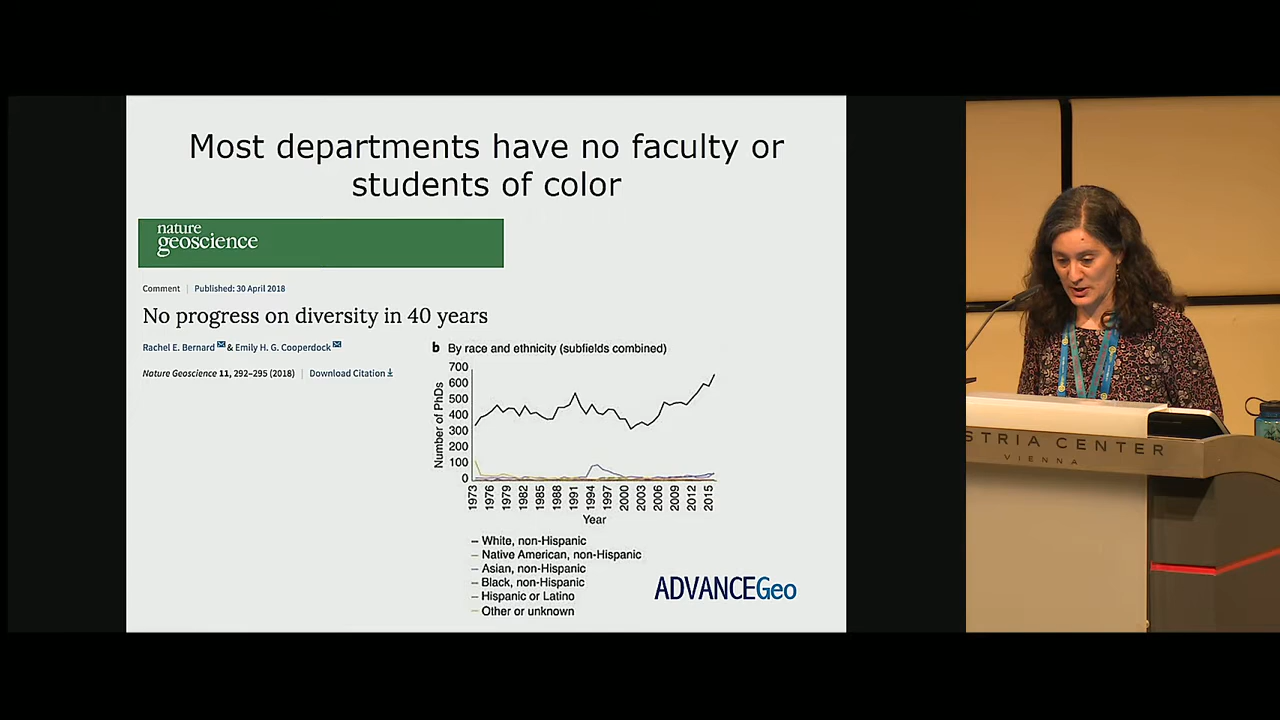 Most departments have no faculty or
students of color
nature
geoscience
Comment | Published: 30 April 2018
No progress on diversity in 40 years
Rachel E. Bernard & Emily H. G. Cooperdock
Nature Geoscience 11, 292–295 (2018) | Download Citation
b By race and ethnicity (subfields combined)
Number of PhDs
700
600
500
400
300
200
100
0
1973 1976 1979 1982 1985 1988 1991 1994 1997 2000 2003 2006 2009 2012 2015
Year
White, non-Hispanic
Native American, non-Hispanic
Asian, non-Hispanic
Black, non-Hispanic
Hispanic or Latino
Other or unknown
ADVANCEGeo
STRIA CENTER
VIENNA